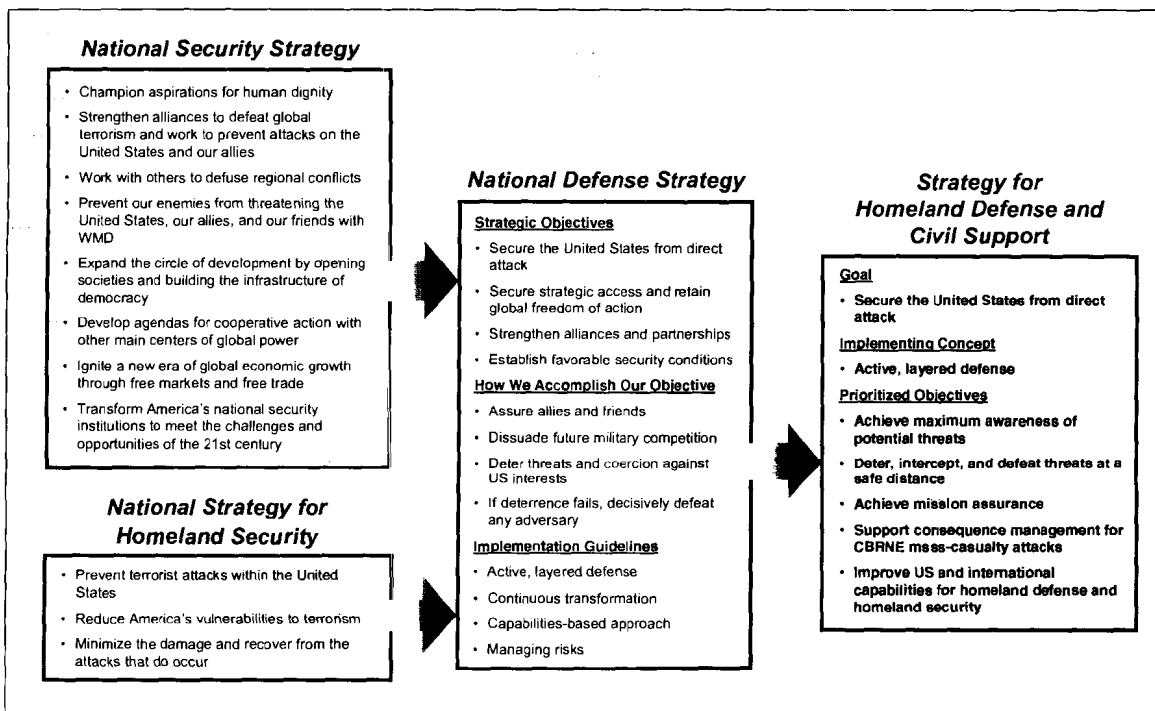 National Security Strategy
• Champion aspirations for human dignity
• Strengthen alliances to defeat global
terrorism and work to prevent attacks on the
United States and our allies
• Work with others to defuse regional conflicts
• Prevent our enemies from threatening the
United States, our allies, and our friends with
WMD
• Expand the circle of development by opening
societies and building the infrastructure of
democracy
• Develop agendas for cooperative action with
other main centers of global power
• Ignite a new era of global economic growth
through free markets and free trade
• Transform America's national security
institutions to meet the challenges and
opportunities of the 21st century
National Strategy for
Homeland Security
• Prevent terrorist attacks within the United
States
• Reduce America's vulnerabilities to terrorism
• Minimize the damage and recover from the
attacks that do occur
National Defense Strategy
Strategic Objectives
• Secure the United States from direct
attack
• Secure strategic access and retain
global freedom of action
• Strengthen alliances and partnerships
• Establish favorable security conditions
How We Accomplish Our Objective
• Assure allies and friends
• Dissuade future military competition
• Deter threats and coercion against
US interests
• If deterrence fails, decisively defeat
any adversary
Implementation Guidelines
• Active, layered defense
• Continuous transformation
• Capabilities-based approach
• Managing risks
Strategy for
Homeland Defense and
Civil Support
Goal
• Secure the United States from direct
attack
Implementing Concept
• Active, layered defense
Prioritized Objectives
• Achieve maximum awareness of
potential threats
• Deter, intercept, and defeat threats at a
safe distance
• Achieve mission assurance
• Support consequence management for
CBRNE mass-casualty attacks
• Improve US and international
capabilities for homeland defense and
homeland security